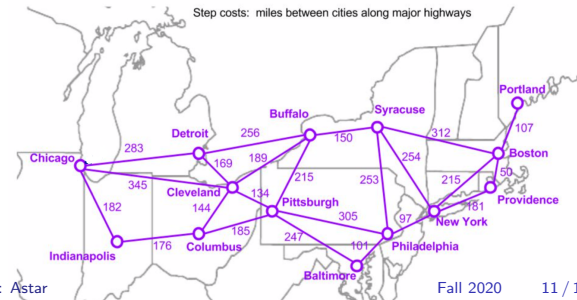 Step costs: miles between cities along major highways
Portland
Buffalo
Syracuse
107
Detroit
256
150
312
Boston
283
Chicago
169
189
254
50
345
Cleveland
215
253
215
Providence
134
Pittsburgh
181
182
144
305
97
New York
185
247
Philadelphia
Indianapolis
176
Columbus
101
Baltimore
: Astar
Fall 2020
11 / 1